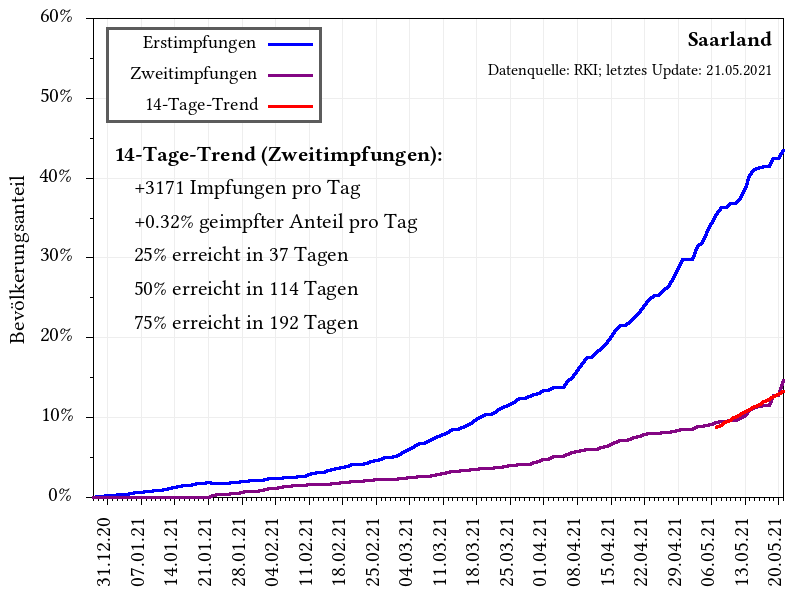 60%
50%
40%
30%
20%
10%
0%
Bevölkerungsanteil
Erstimpfungen
Zweitimpfungen
14-Tage-Trend
Saarland
Datenquelle: RKI; letztes Update: 21.05.2021
14-Tage-Trend (Zweitimpfungen):
+3171 Impfungen pro Tag
+0.32% geimpfter Anteil pro Tag
25% erreicht in 37 Tagen
50% erreicht in 114 Tagen
75% erreicht in 192 Tagen
31.12.20
07.01.21
14.01.21
21.01.21
28.01.21
04.02.21
11.02.21
18.02.21
25.02.21
04.03.21
11.03.21
18.03.21
25.03.21
01.04.21
08.04.21
15.04.21
22.04.21
29.04.21
06.05.21
13.05.21
20.05.21